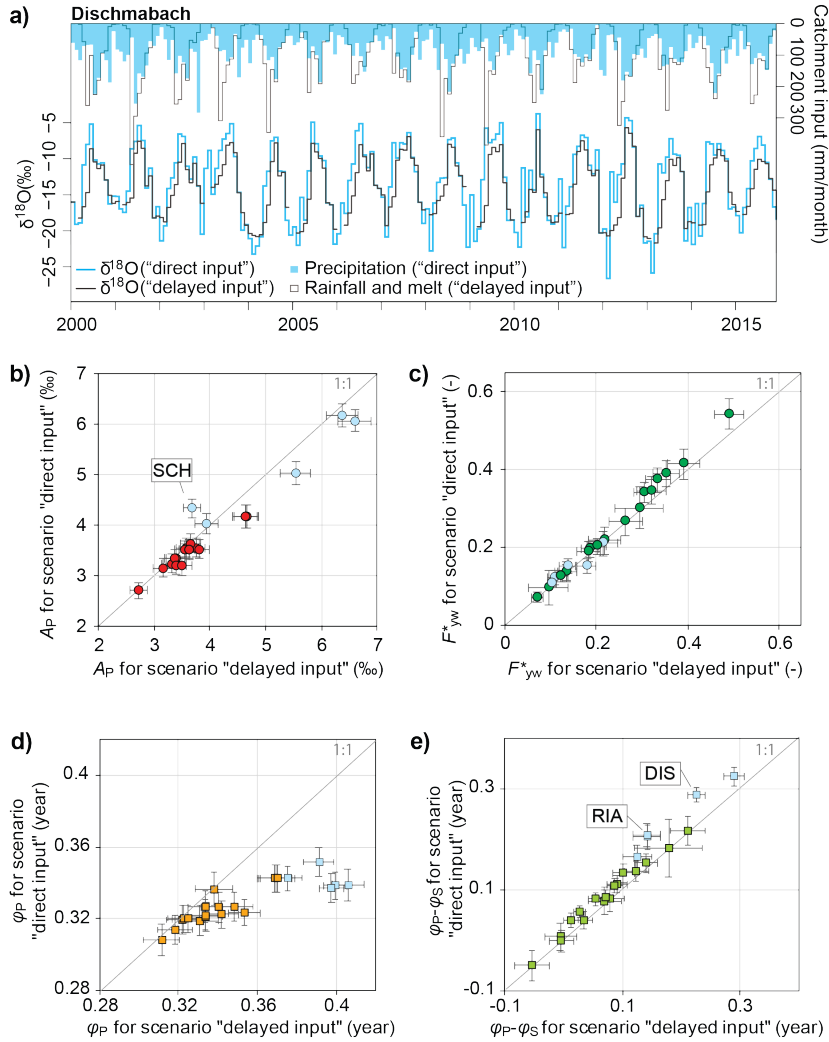 a)
Dischmabach
0
100
200
300
Catchment input (mm/month)
−5
−10
−15
−20
−25
δ¹⁸O(‰)
δ¹⁸O("direct input")
Precipitation ("direct input")
δ¹⁸O("delayed input")
Rainfall and melt ("delayed input")
2000
2005
2010
2015
b)
7
6
5
4
3
2
1:1
SCH
A_P for scenario "direct input" (‰)
2
3
4
5
6
7
A_P for scenario "delayed input" (‰)
c)
0.6
0.4
0.2
0
1:1
F*_yw for scenario "direct input" (-)
0
0.2
0.4
0.6
F*_yw for scenario "delayed input" (-)
d)
0.4
0.36
0.32
0.28
1:1
φ_P for scenario
"direct input" (year)
0.28
0.32
0.36
0.4
φ_P for scenario "delayed input" (year)
e)
0.3
0.1
-0.1
1:1
DIS
RIA
φ_P-φ_S for scenario
"direct input" (year)
-0.1
0.1
0.3
φ_P-φ_S for scenario "delayed input" (year)